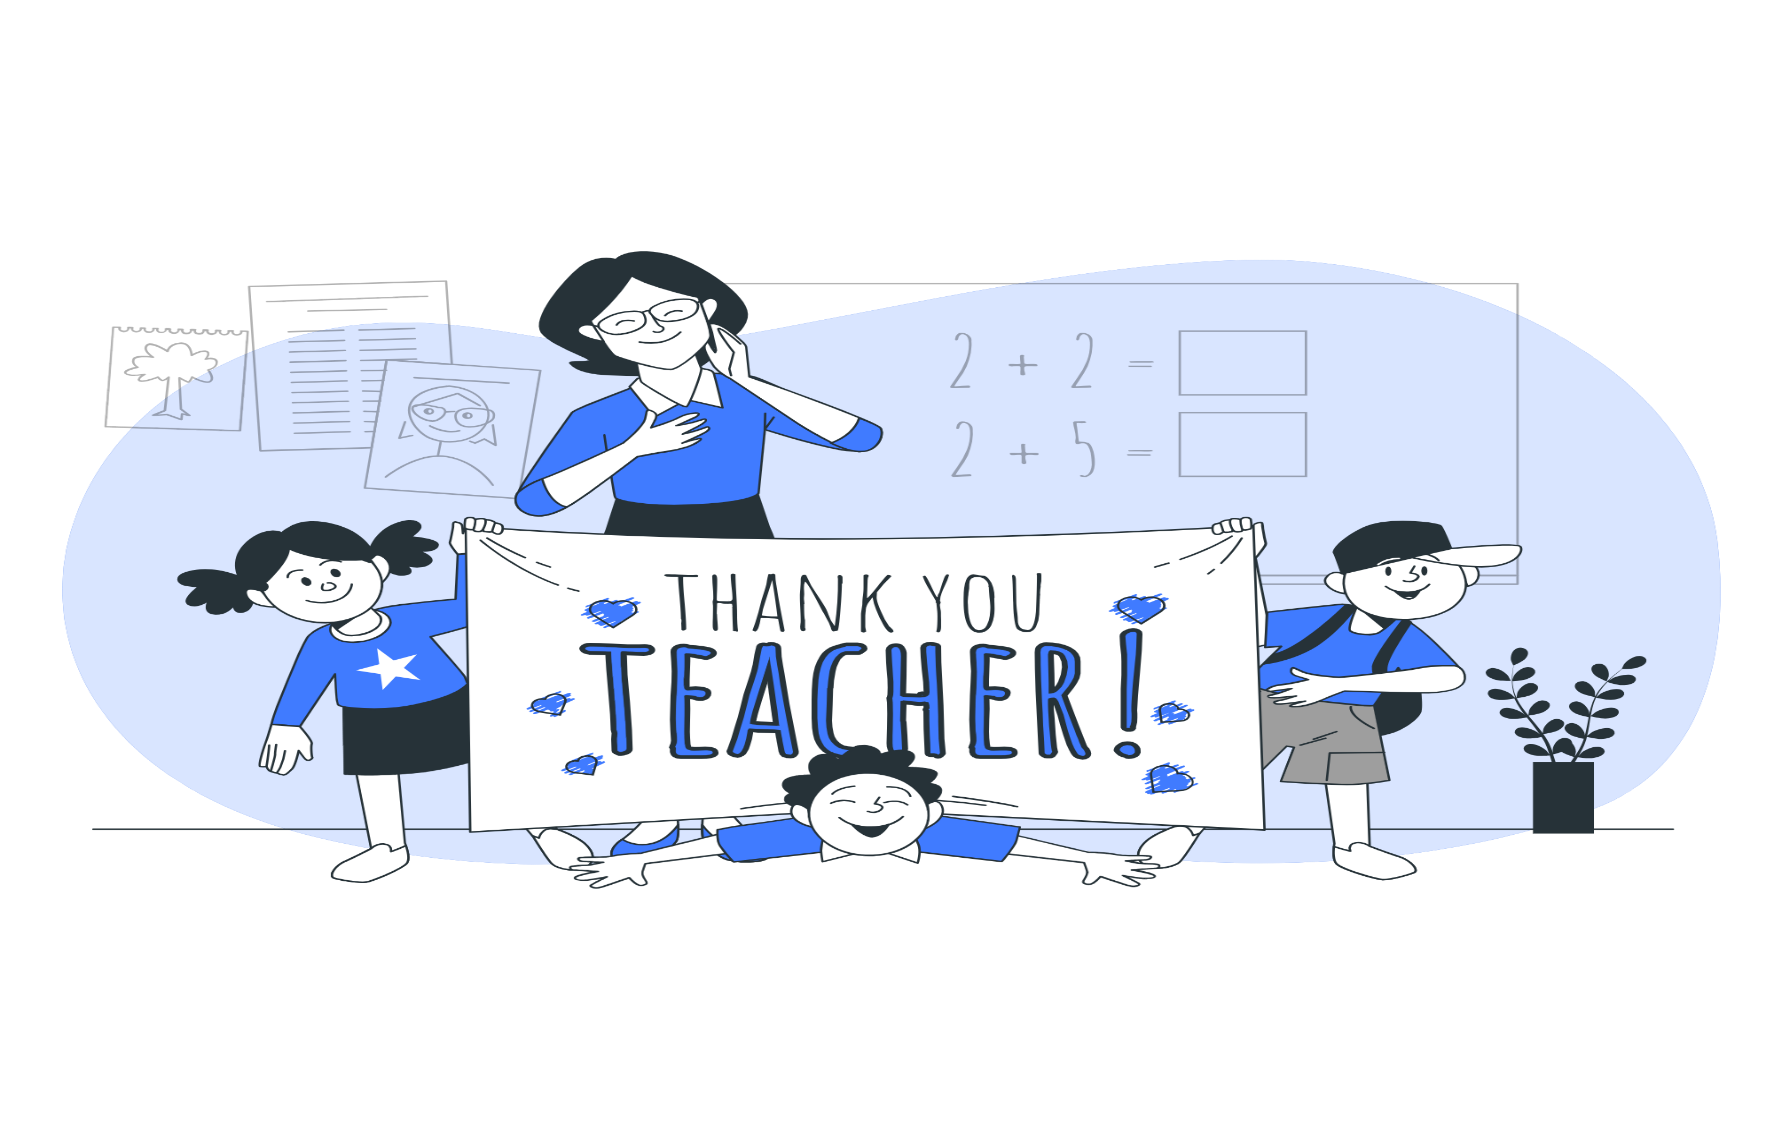 2 + 2 =
2 + 5 =
THANK YOU
TEACHER!